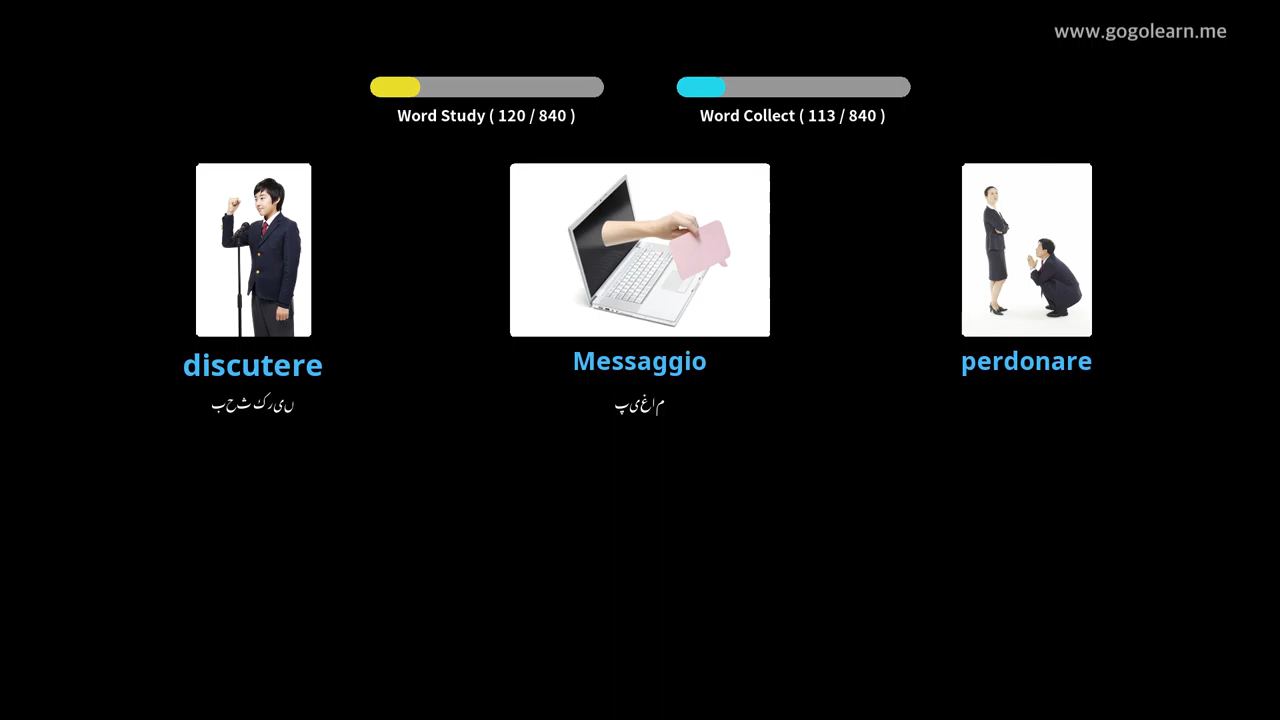 www.gogolearn.me
Word Study ( 120 / 840 )
Word Collect ( 113 / 840 )
discutere
Messaggio
perdonare
بحث کریں
پیغام